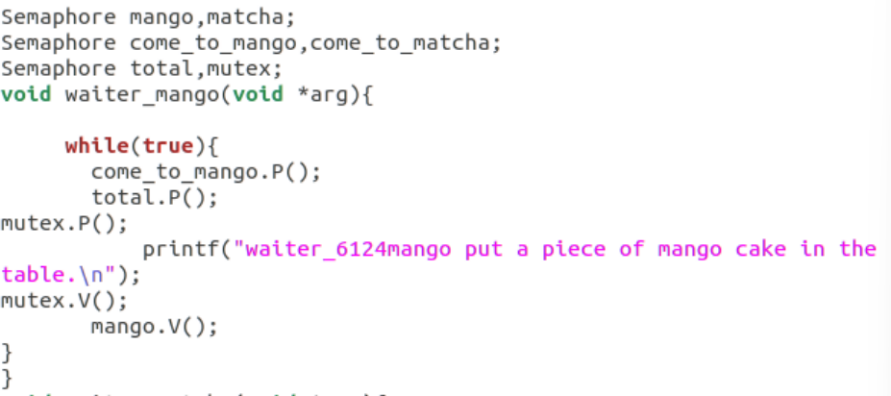 Semaphore mango,matcha;
Semaphore come_to_mango,come_to_matcha;
Semaphore total,mutex;
void waiter_mango(void *arg){
while(true){
come_to_mango.P();
total.P();
mutex.P();
printf("waiter_6124mango put a piece of mango cake in the
table.\n");
mutex.V();
mango.V();
}
}